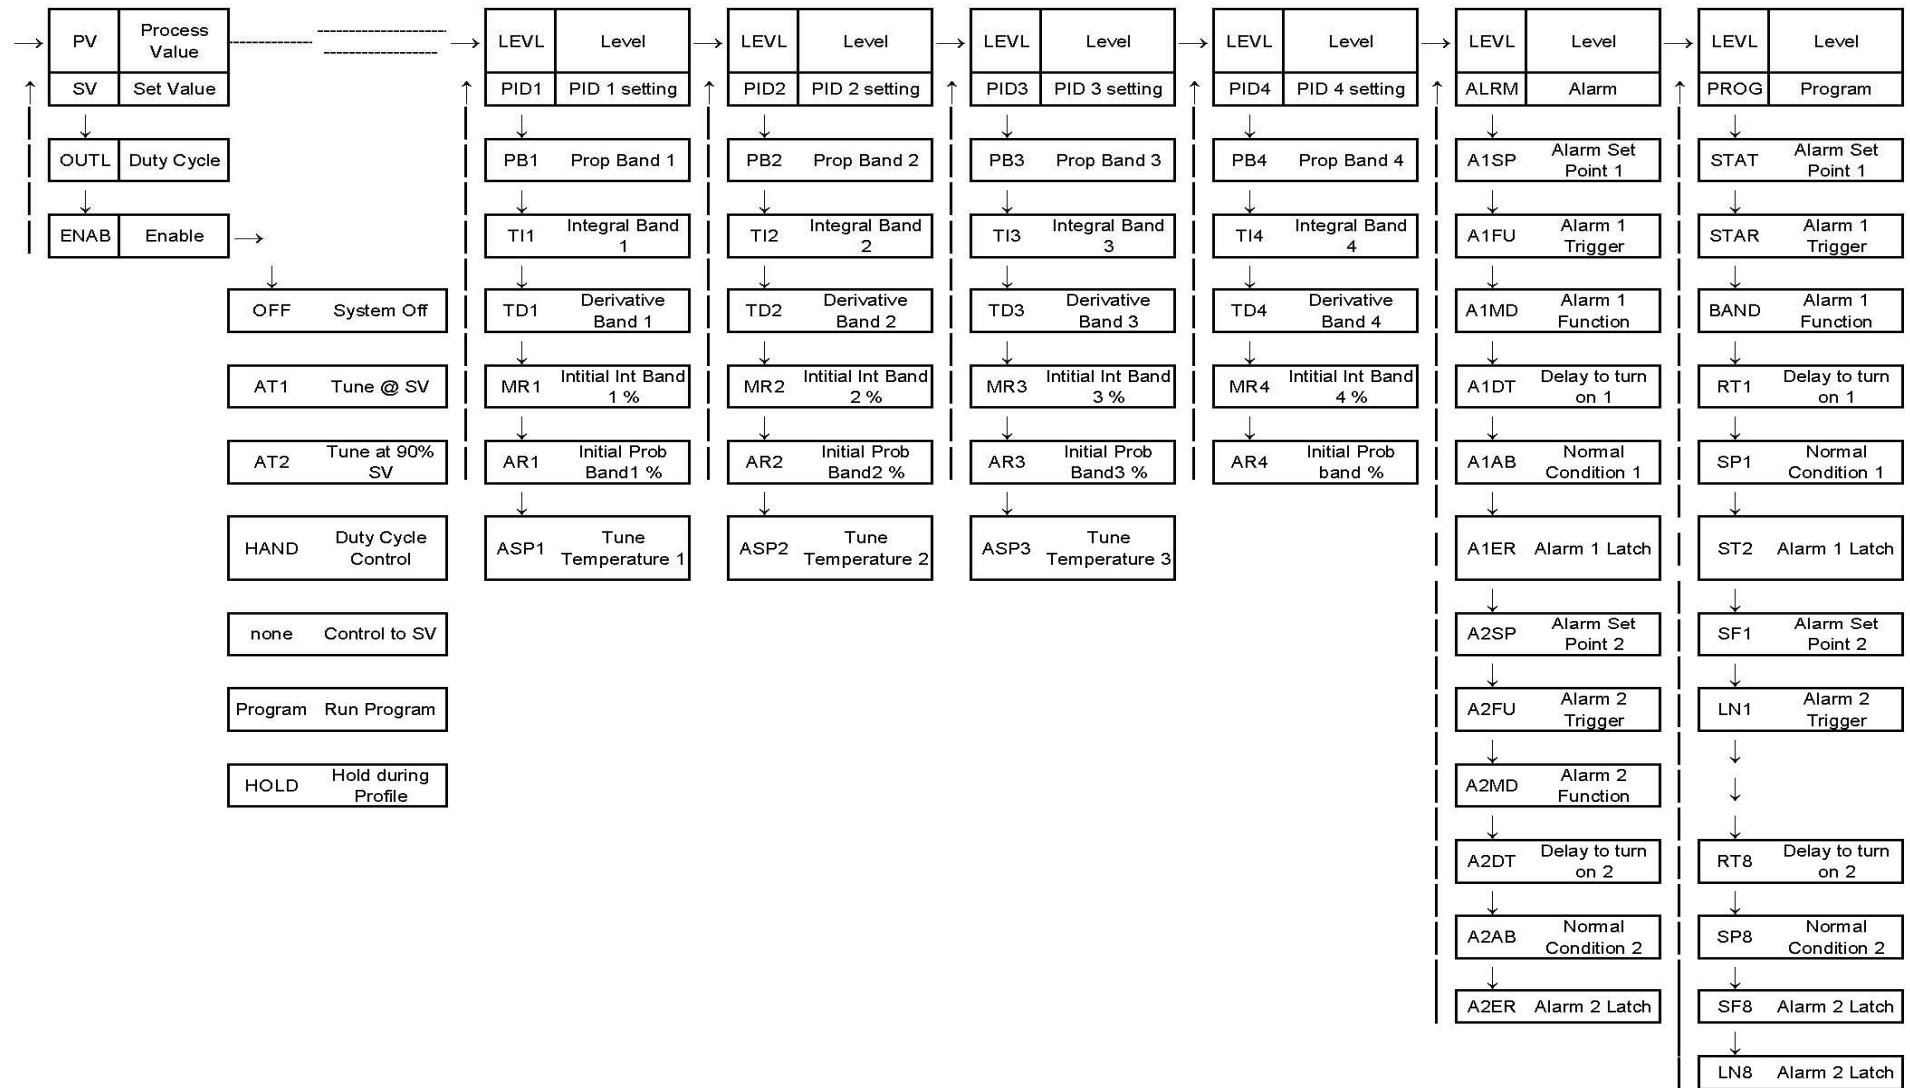 PV Process Value
SV Set Value
OUTL Duty Cycle
ENAB Enable
OFF System Off
AT1 Tune @ SV
AT2 Tune at 90% SV
HAND Duty Cycle Control
none Control to SV
Program Run Program
HOLD Hold during Profile
LEVL Level
PID1 PID 1 setting
PB1 Prop Band 1
TI1 Integral Band 1
TD1 Derivative Band 1
MR1 Intitial Int Band 1 %
AR1 Initial Prob Band1 %
ASP1 Tune Temperature 1
LEVL Level
PID2 PID 2 setting
PB2 Prop Band 2
TI2 Integral Band 2
TD2 Derivative Band 2
MR2 Intitial Int Band 2 %
AR2 Initial Prob Band2 %
ASP2 Tune Temperature 2
LEVL Level
PID3 PID 3 setting
PB3 Prop Band 3
TI3 Integral Band 3
TD3 Derivative Band 3
MR3 Intitial Int Band 3 %
AR3 Initial Prob Band3 %
ASP3 Tune Temperature 3
LEVL Level
PID4 PID 4 setting
PB4 Prop Band 4
TI4 Integral Band 4
TD4 Derivative Band 4
MR4 Intitial Int Band 4 %
AR4 Initial Prob band %
LEVL Level
ALRM Alarm
A1SP Alarm Set Point 1
A1FU Alarm 1 Trigger
A1MD Alarm 1 Function
A1DT Delay to turn on 1
A1AB Normal Condition 1
A1ER Alarm 1 Latch
A2SP Alarm Set Point 2
A2FU Alarm 2 Trigger
A2MD Alarm 2 Function
A2DT Delay to turn on 2
A2AB Normal Condition 2
A2ER Alarm 2 Latch
LEVL Level
PROG Program
STAT Alarm Set Point 1
STAR Alarm 1 Trigger
BAND Alarm 1 Function
RT1 Delay to turn on 1
SP1 Normal Condition 1
ST2 Alarm 1 Latch
SF1 Alarm Set Point 2
LN1 Alarm 2 Trigger
RT8 Delay to turn on 2
SP8 Normal Condition 2
SF8 Alarm 2 Latch
LN8 Alarm 2 Latch